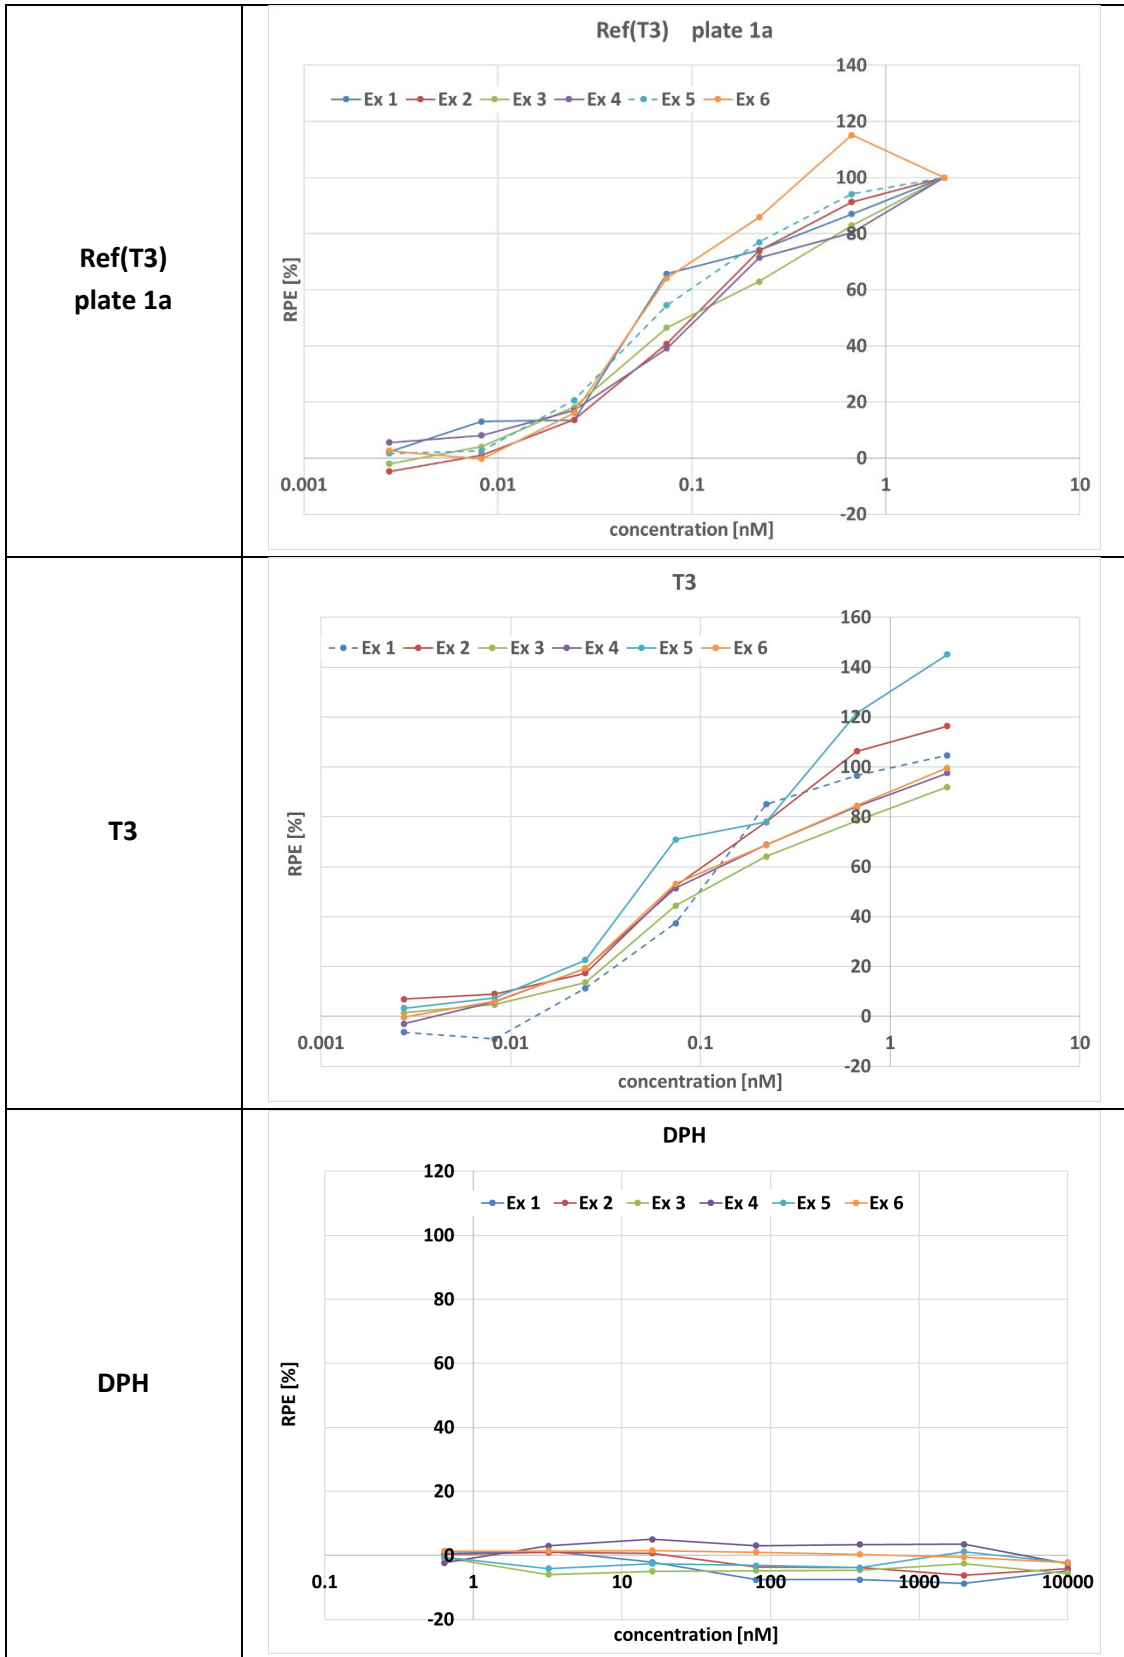 Ref(T3)
plate 1a
Ref(T3) plate 1a
Ex 1 Ex 2 Ex 3 Ex 4 Ex 5 Ex 6
140
120
100
80
60
40
20
0
-20
RPE [%]
0.001 0.01 0.1 1 10
concentration [nM]
T3
T3
Ex 1 Ex 2 Ex 3 Ex 4 Ex 5 Ex 6
160
140
120
100
80
60
40
20
0
-20
RPE [%]
0.001 0.01 0.1 1 10
concentration [nM]
DPH
DPH
Ex 1 Ex 2 Ex 3 Ex 4 Ex 5 Ex 6
120
100
80
60
40
20
0
-20
RPE [%]
0.1 1 10 100 1000 10000
concentration [nM]